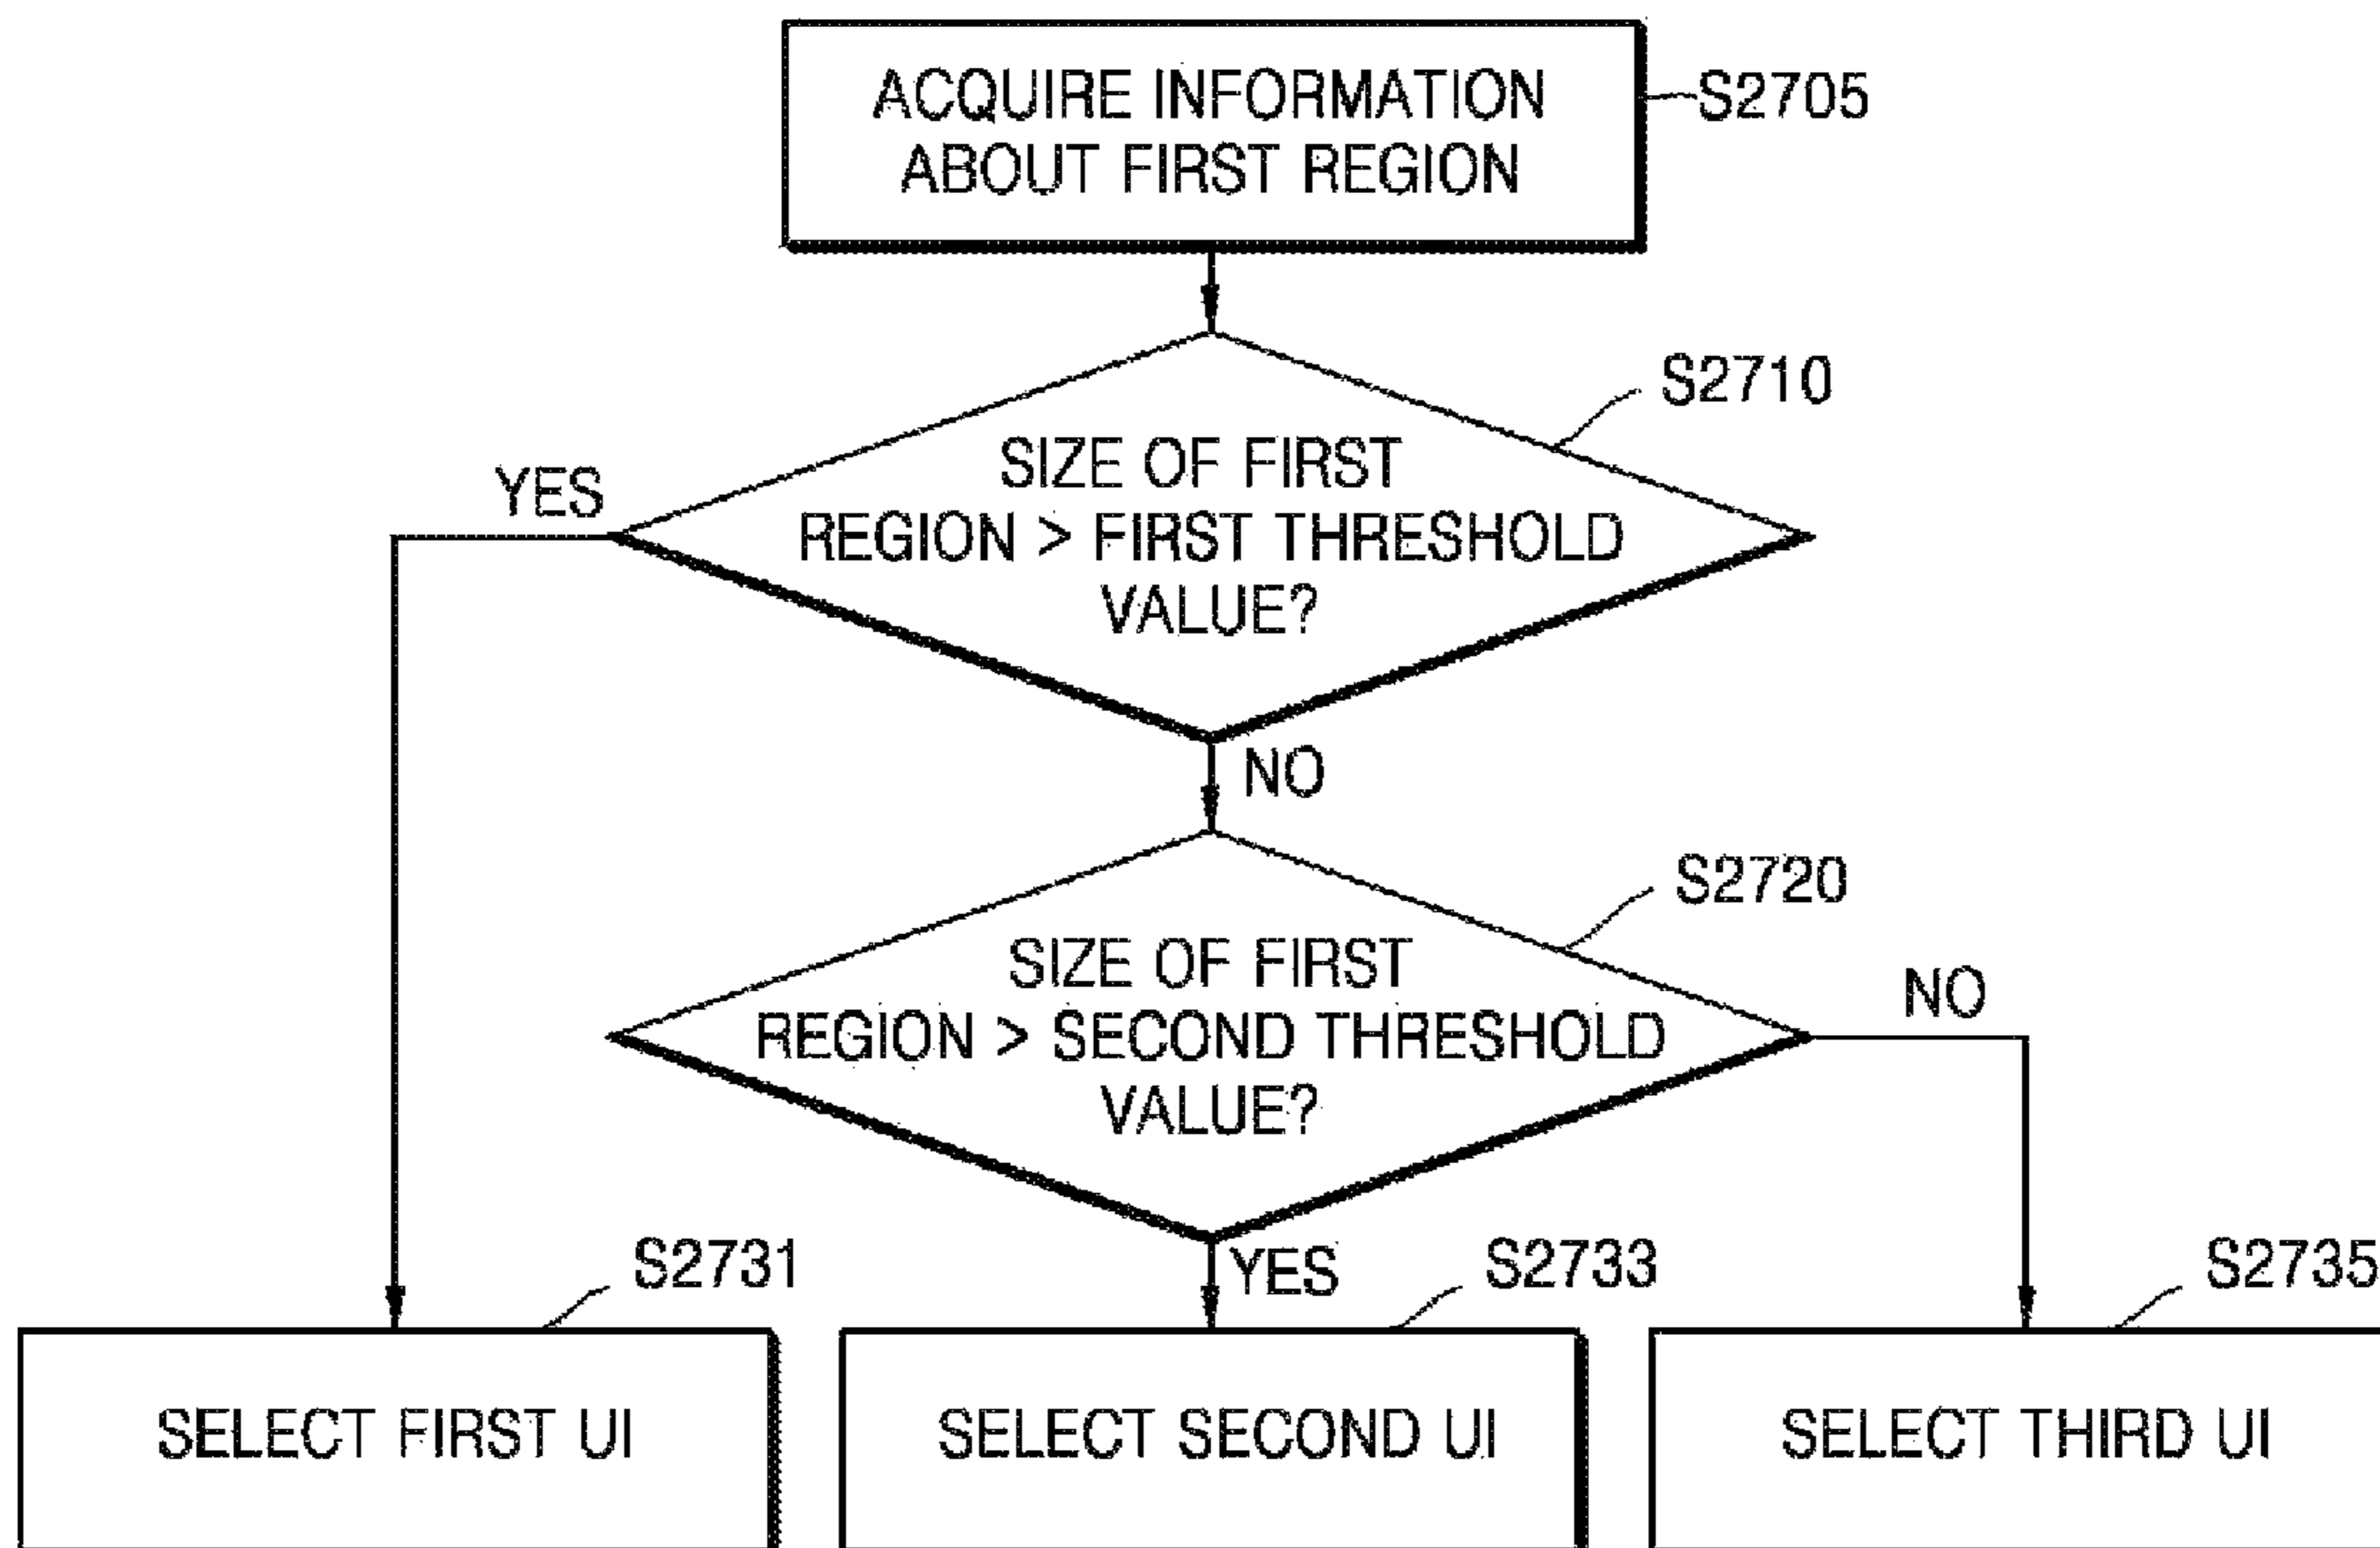 ACQUIRE INFORMATION
ABOUT FIRST REGION
S2705
S2710
SIZE OF FIRST
REGION > FIRST THRESHOLD
VALUE?
YES
NO
S2720
SIZE OF FIRST
REGION > SECOND THRESHOLD
VALUE?
NO
YES
S2731
SELECT FIRST UI
S2733
SELECT SECOND UI
S2735
SELECT THIRD UI